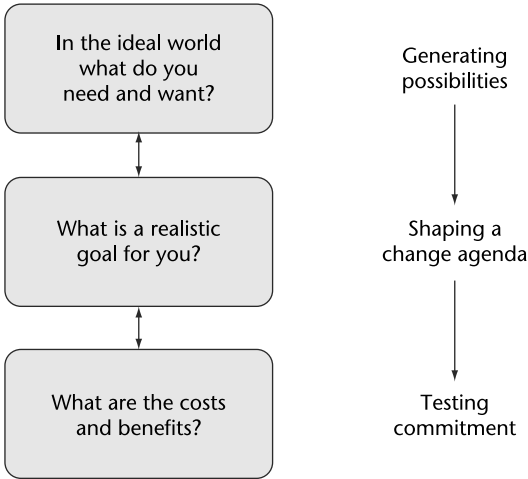 In the ideal world
what do you
need and want?
Generating
possibilities
What is a realistic
goal for you?
Shaping a
change agenda
What are the costs
and benefits?
Testing
commitment